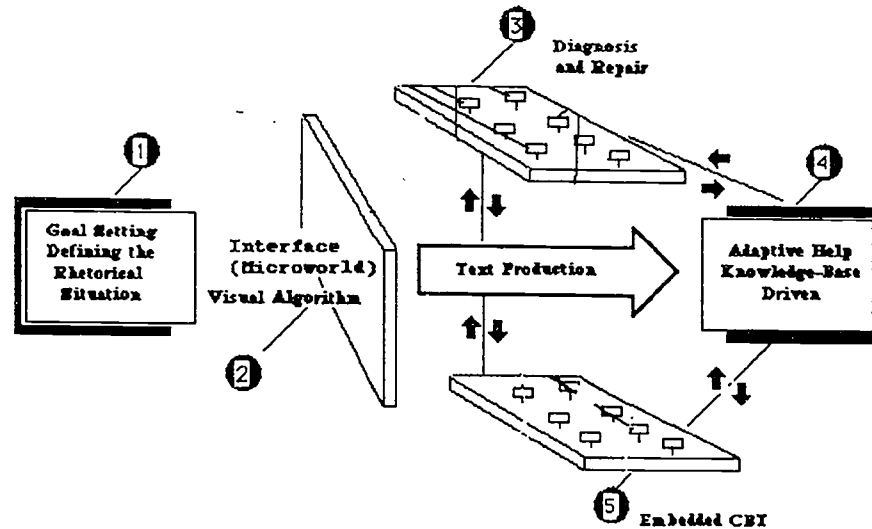 1
Goal Setting
Defining the
Rhetorical
Situation
2
Interface
(Microworld)
Visual Algorithm
3
Diagnosis
and Repair
Text Production
4
Adaptive Help
Knowledge-Base
Driven
5
Embedded CBT